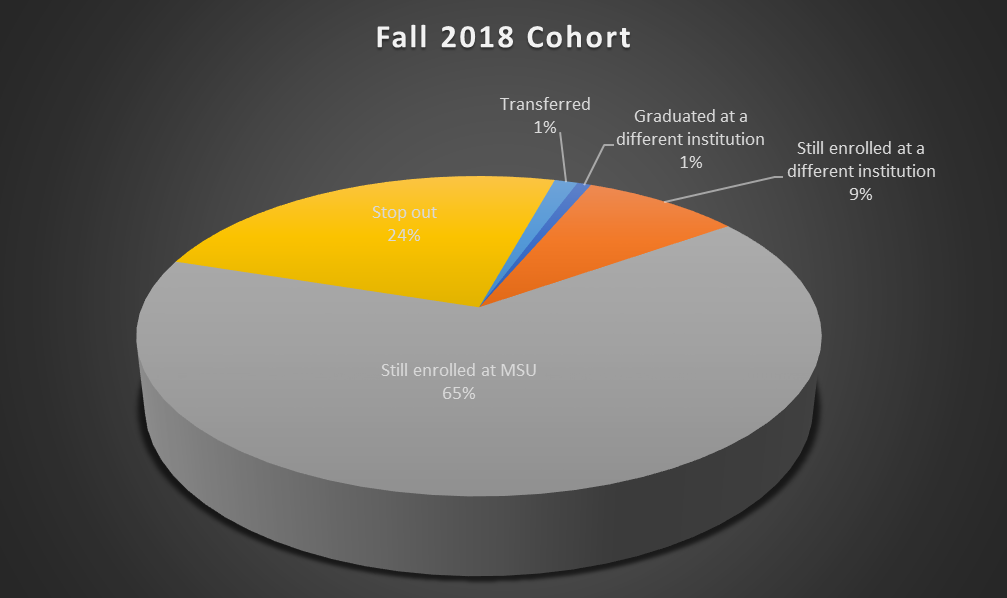 Fall 2018 Cohort
Transferred
1%
Graduated at a
different institution
1%
Still enrolled at a
different institution
9%
Stop out
24%
Still enrolled at MSU
65%